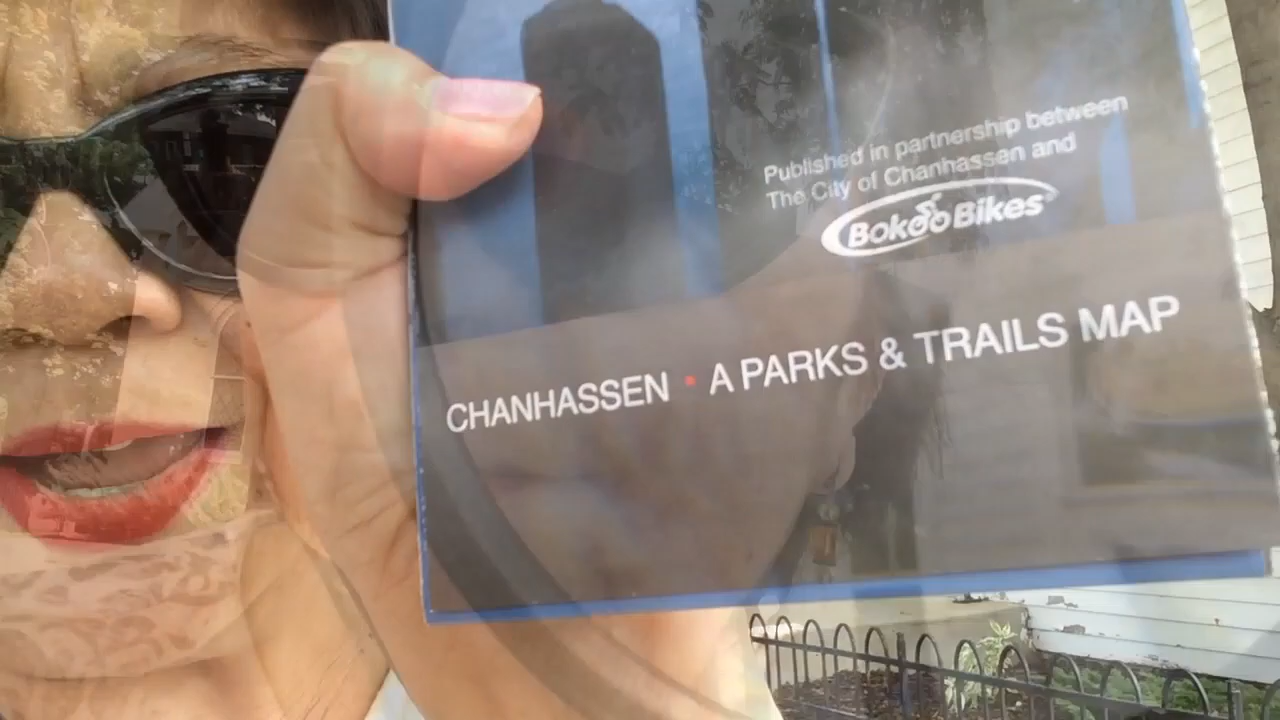 Published in partnership between
The City of Chanhassen and
BokooBikes
CHANHASSEN • A PARKS & TRAILS MAP